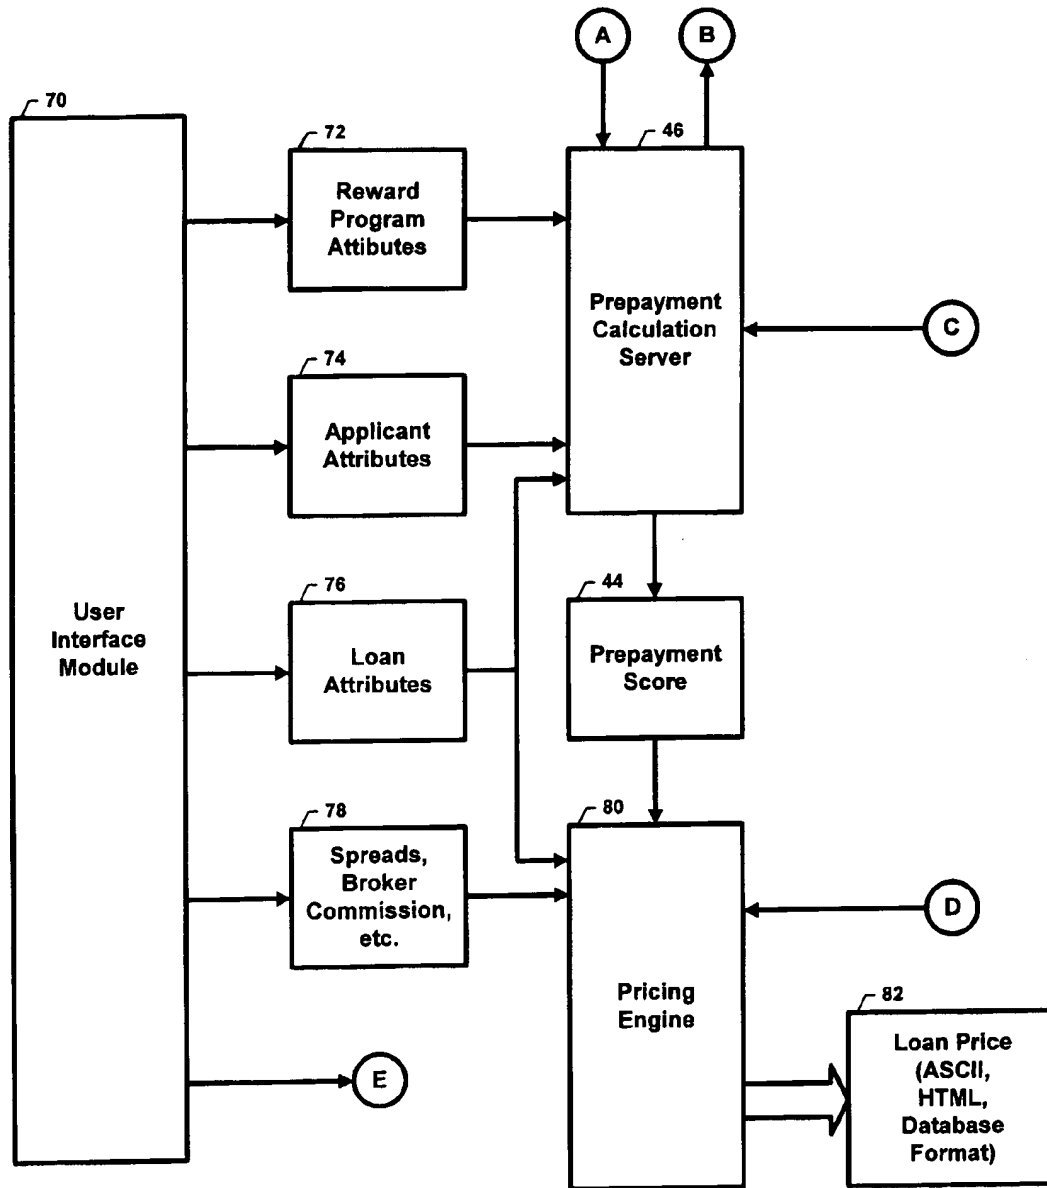 A
B
70
72
46
Reward
Program
Attibutes
Prepayment
Calculation
Server
C
74
Applicant
Attributes
User
Interface
Module
76
Loan
Attributes
44
Prepayment
Score
78
Spreads,
Broker
Commission,
etc.
80
Pricing
Engine
D
82
Loan Price
(ASCII,
HTML,
Database
Format)
E